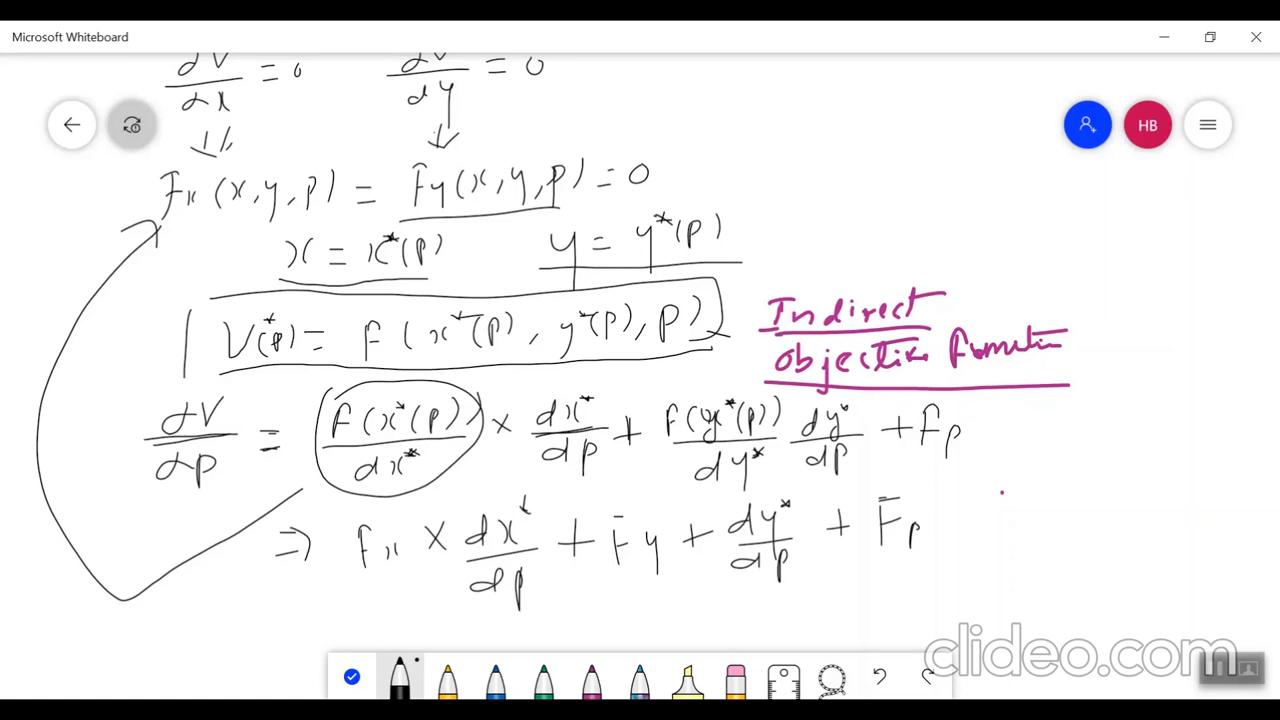 Microsoft Whiteboard
dV/dx = 0 dV/dy = 0
HB
Fx (x,y,p) = Fy(x,y,p) = 0
x = x*(p) y = y*(p)
V*(p) = f(x*(p), y*(p), p)
Indirect
objective function
dV/dp = f(x*(p))/dx* × dx*/dp + f(y*(p))/dy* dy*/dp + Fp
⇒ fx × dx*/dp + Fy + dy*/dp + Fp
clideo.com